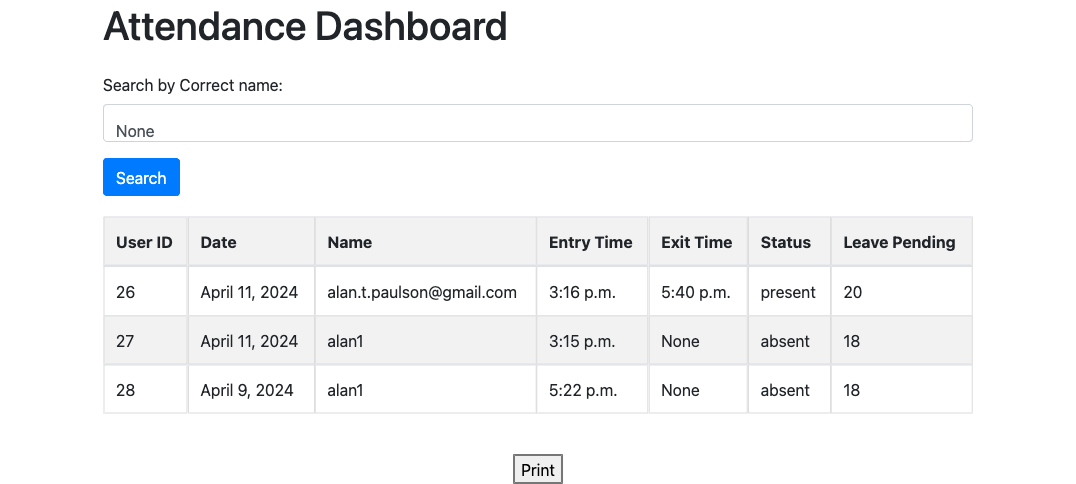 Attendance Dashboard
Search by Correct name:
None
Search
User ID Date Name Entry Time Exit Time Status Leave Pending
26 April 11, 2024 alan.t.paulson@gmail.com 3:16 p.m. 5:40 p.m. present 20
27 April 11, 2024 alan1 3:15 p.m. None absent 18
28 April 9, 2024 alan1 5:22 p.m. None absent 18
Print